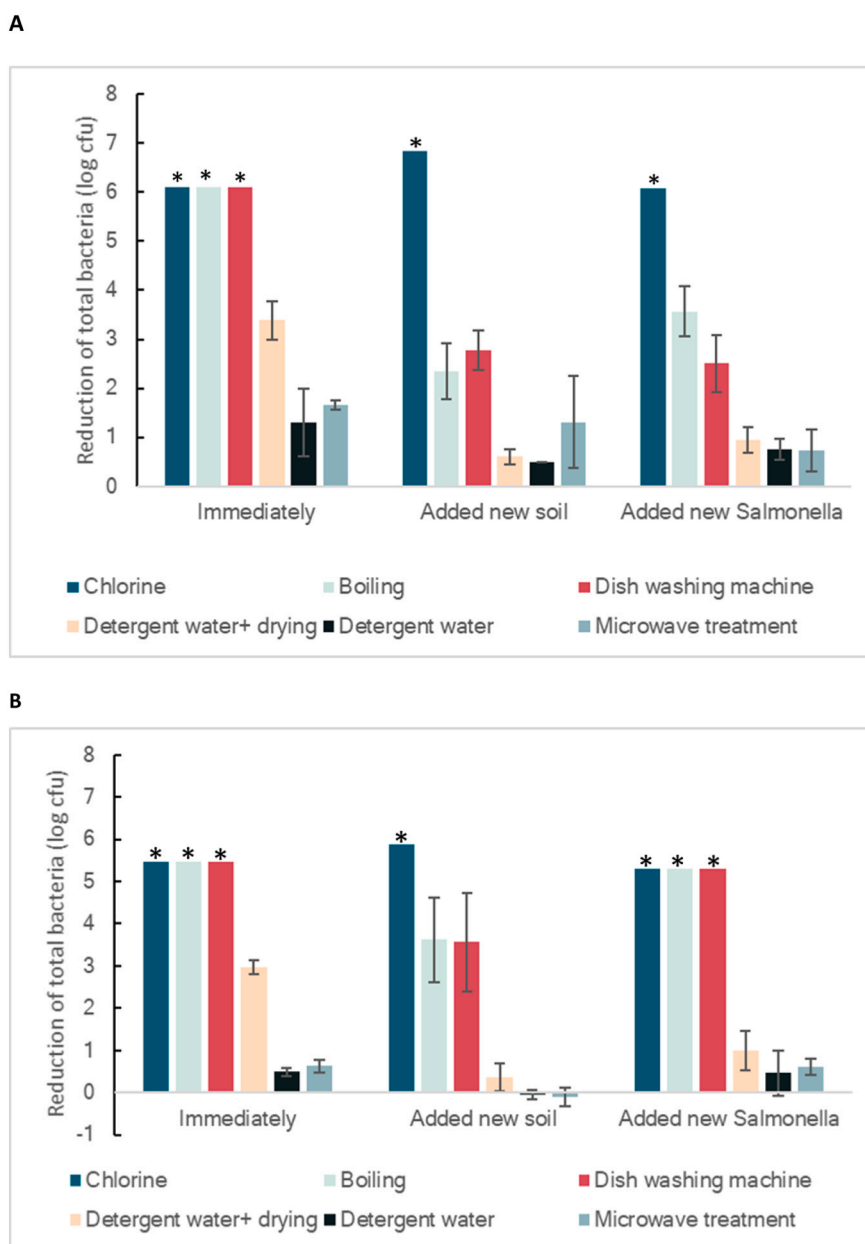 A
Reduction of total bacteria (log cfu)
8
7
6
5
4
3
2
1
0
* * *
*
*
Immediately Added new soil Added new Salmonella
Chlorine Boiling Dish washing machine
Detergent water+ drying Detergent water Microwave treatment
B
Reduction of total bacteria (log cfu)
8
7
6
5
4
3
2
1
0
-1
* * *
*
* * *
Immediately Added new soil Added new Salmonella
Chlorine Boiling Dish washing machine
Detergent water+ drying Detergent water Microwave treatment